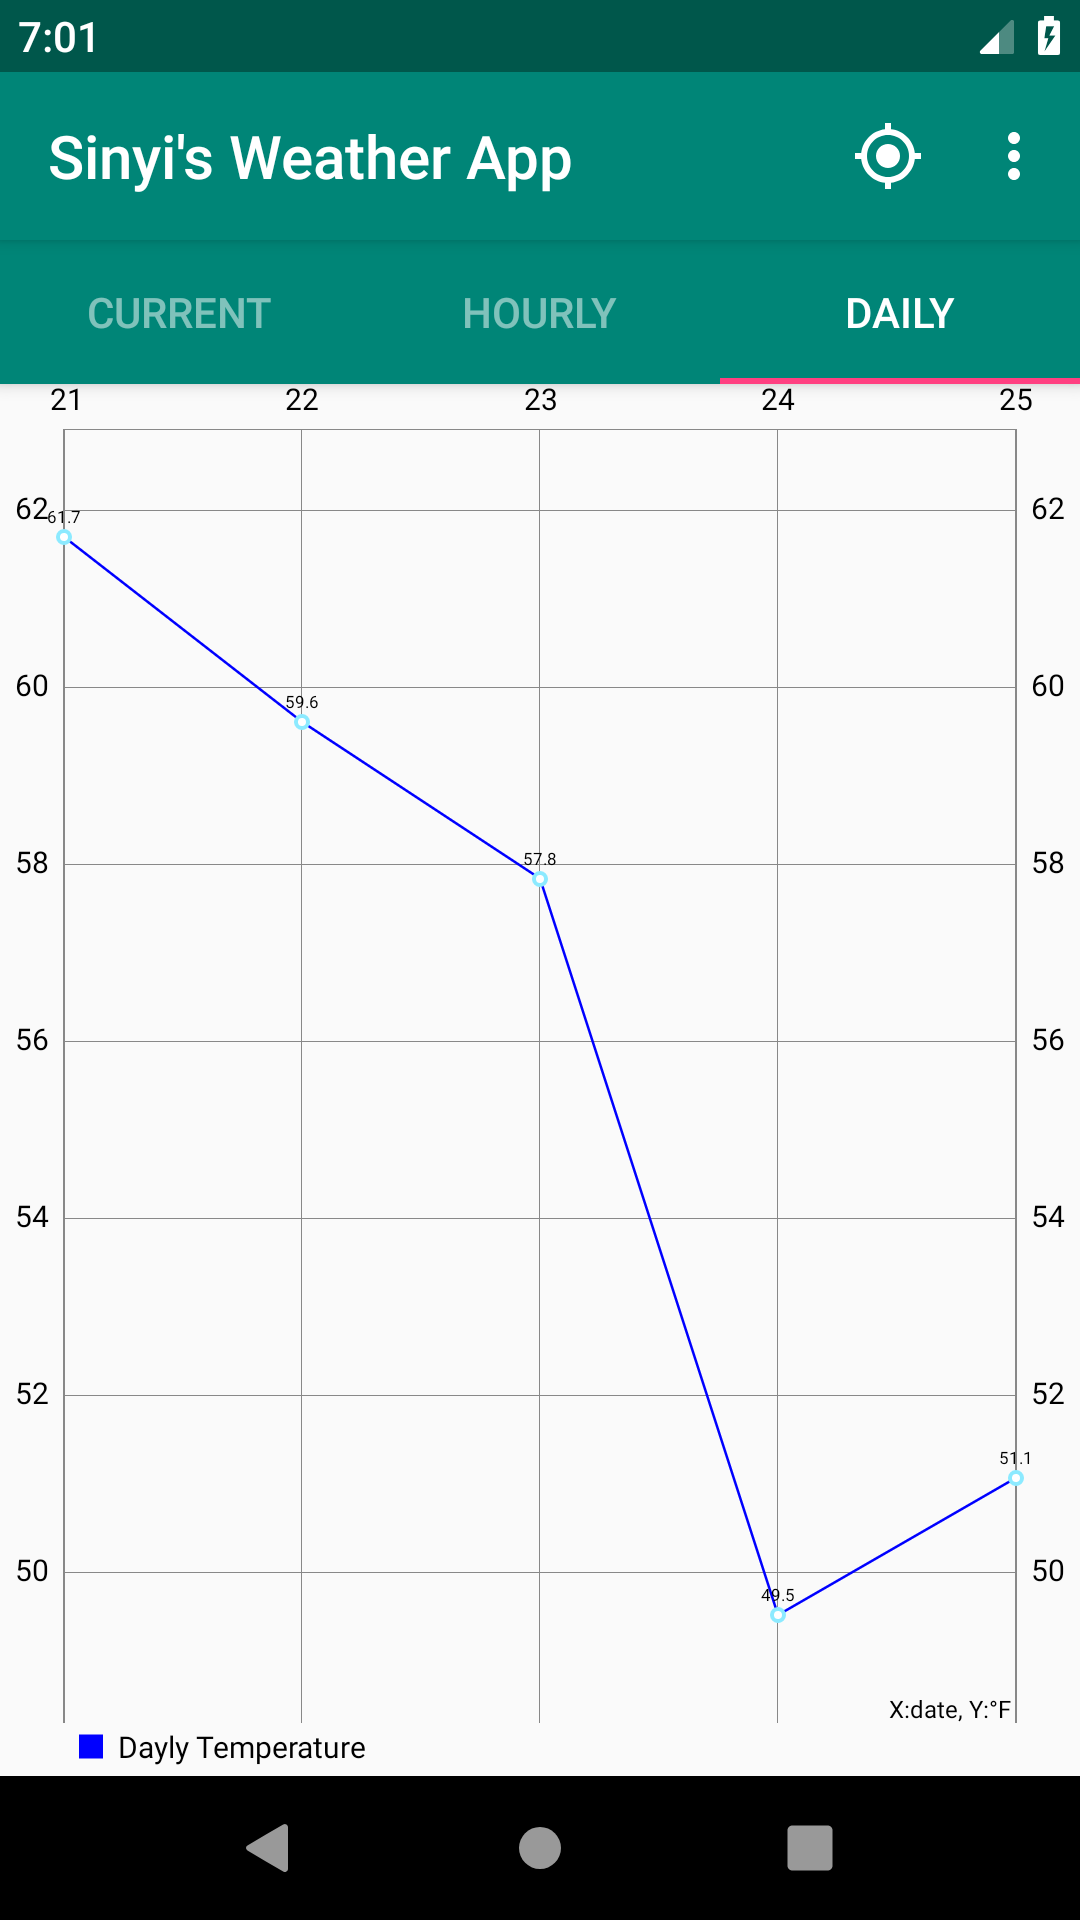 7:01
Sinyi's Weather App
CURRENT HOURLY DAILY
21 22 23 24 25
62 61.7 62
60 60
59.6
58 58
57.8
56 56
54 54
52 52
51.1
50 50
49.5
X:date, Y:°F
Dayly Temperature